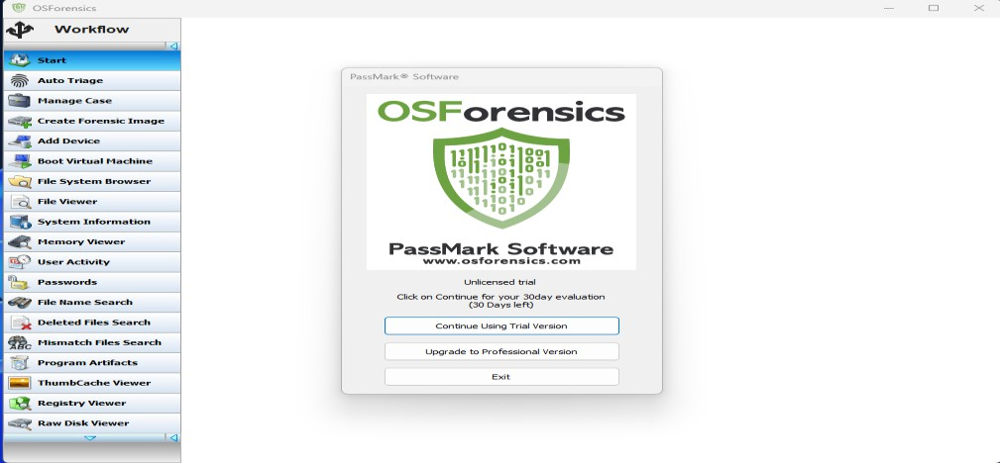 OSForensics
Workflow
Start
Auto Triage
Manage Case
Create Forensic Image
Add Device
Boot Virtual Machine
File System Browser
File Viewer
System Information
Memory Viewer
User Activity
Passwords
File Name Search
Deleted Files Search
Mismatch Files Search
Program Artifacts
ThumbCache Viewer
Registry Viewer
Raw Disk Viewer
PassMark® Software
OSForensics
PassMark Software
www.osforensics.com
Unlicensed trial
Click on Continue for your 30day evaluation
(30 Days left)
Continue Using Trial Version
Upgrade to Professional Version
Exit